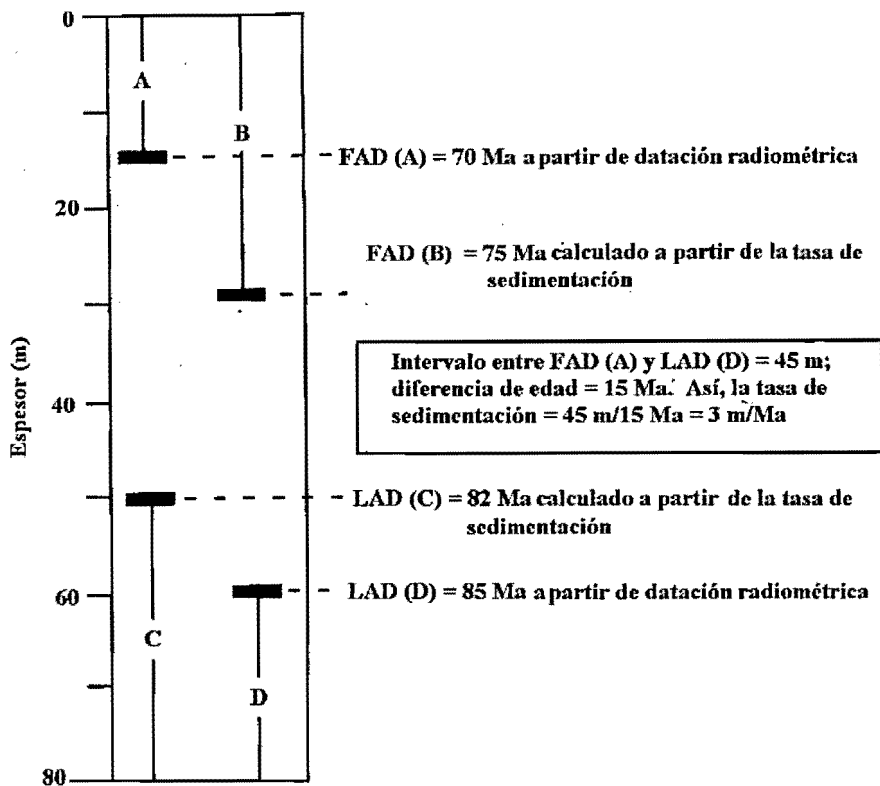 0
A
B
FAD (A) = 70 Ma a partir de datación radiométrica
20
FAD (B) = 75 Ma calculado a partir de la tasa de
sedimentación
Espesor (m)
Intervalo entre FAD (A) y LAD (D) = 45 m;
diferencia de edad = 15 Ma. Así, la tasa de
sedimentación = 45 m/15 Ma = 3 m/Ma
40
LAD (C) = 82 Ma calculado a partir de la tasa de
sedimentación
60
LAD (D) = 85 Ma a partir de datación radiométrica
C
D
80